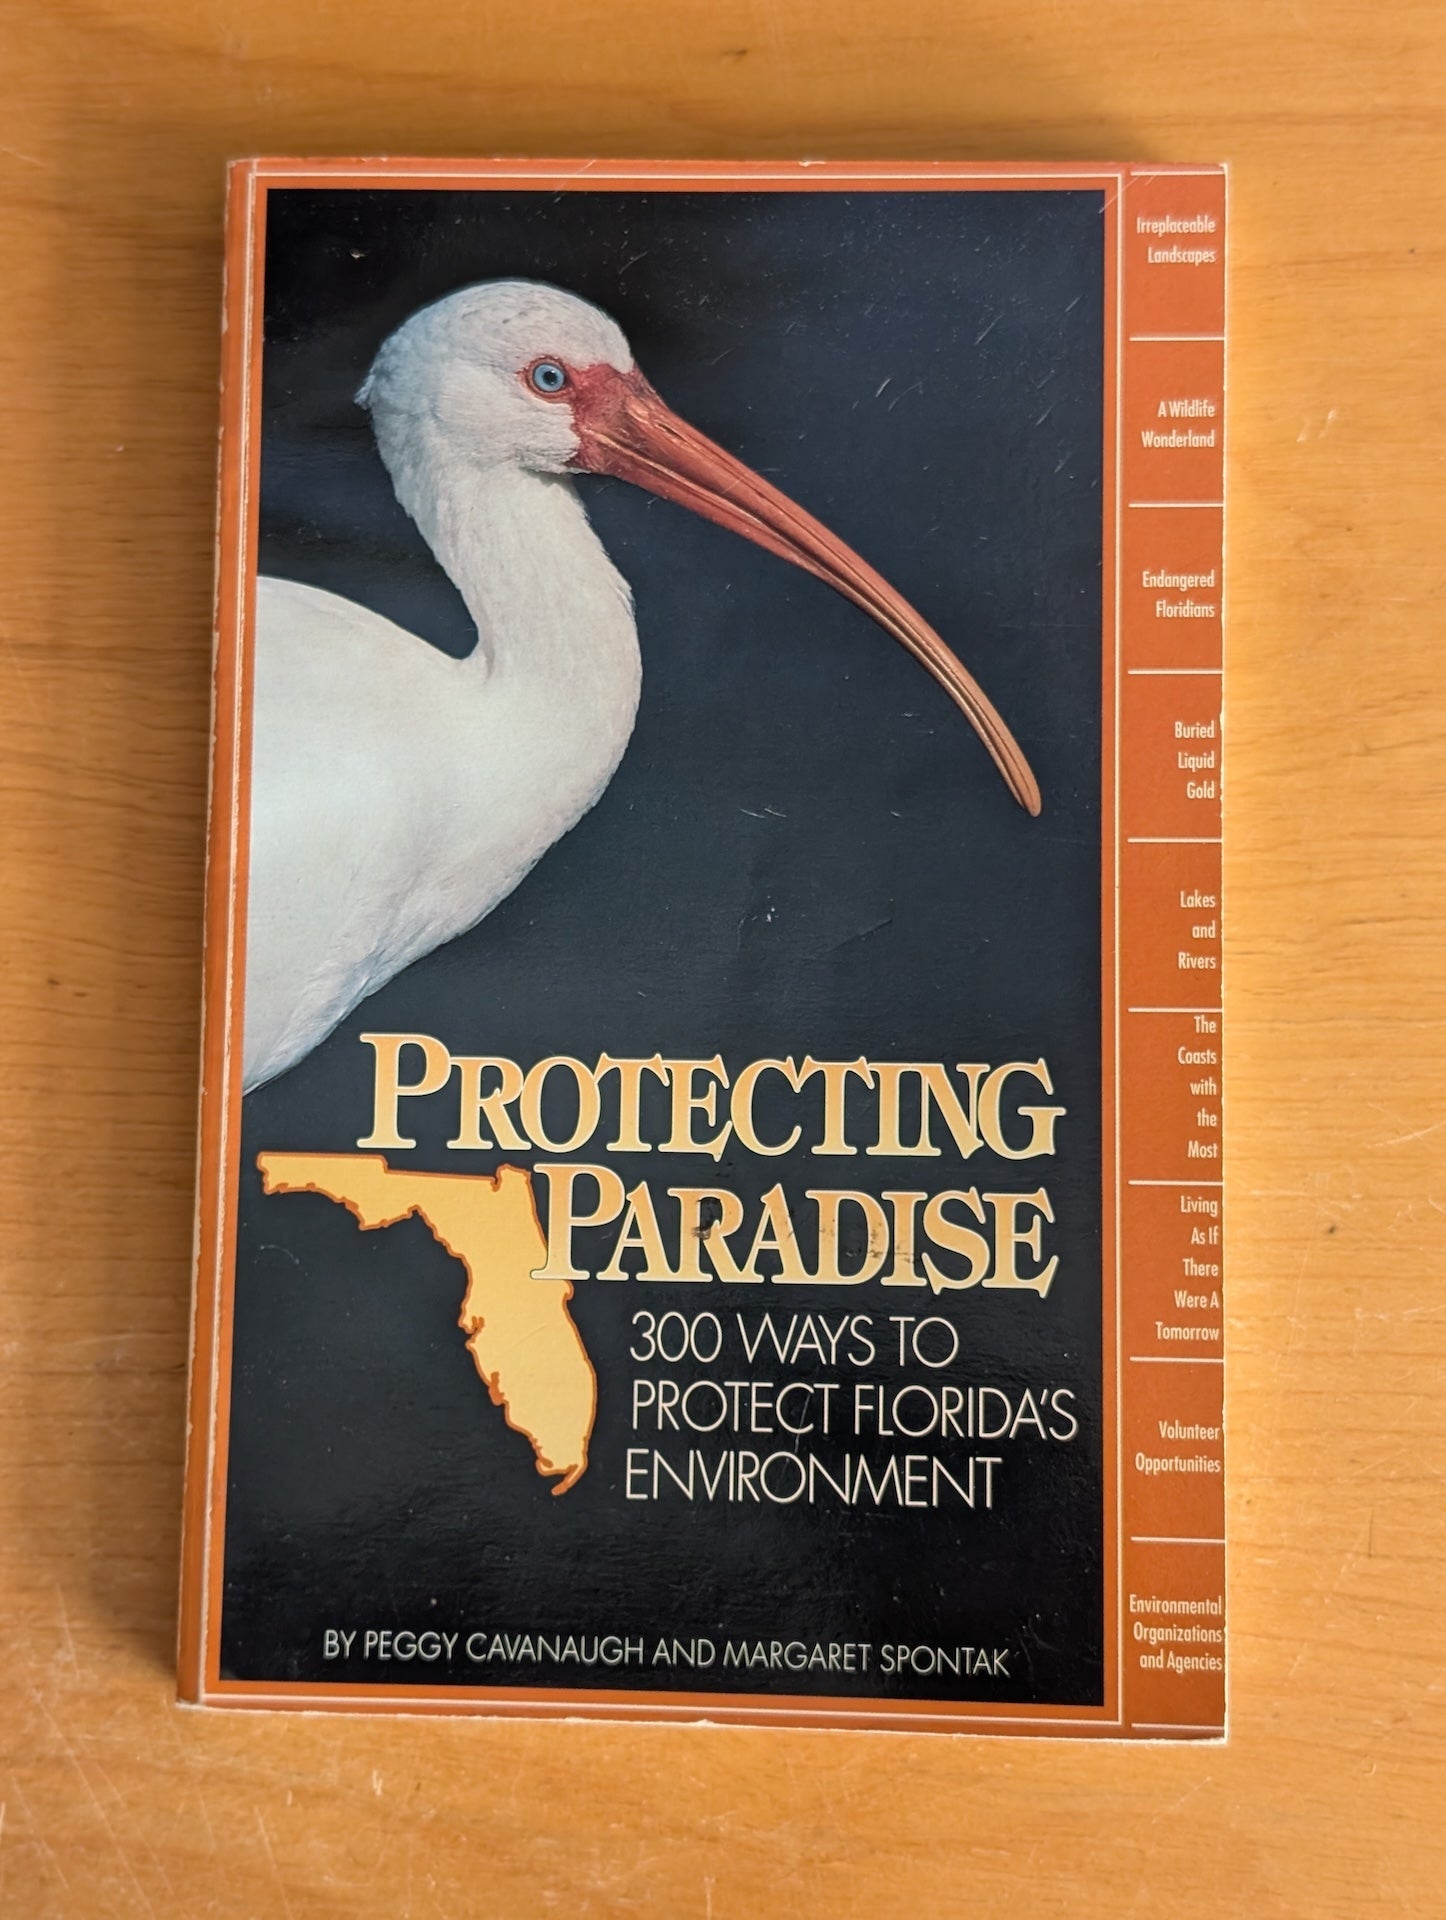 PROTECTING
PARADISE
300 WAYS TO
PROTECT FLORIDA'S
ENVIRONMENT
BY PEGGY CAVANAUGH AND MARGARET SPONTAK
Irreplaceable
Landscapes
A Wildlife
Wonderland
Endangered
Floridians
Buried
Liquid
Gold
Lakes
and
Rivers
The
Coasts
with
the
Most
Living
As If
There
Were A
Tomorrow
Volunteer
Opportunities
Environmental
Organizations
and Agencies